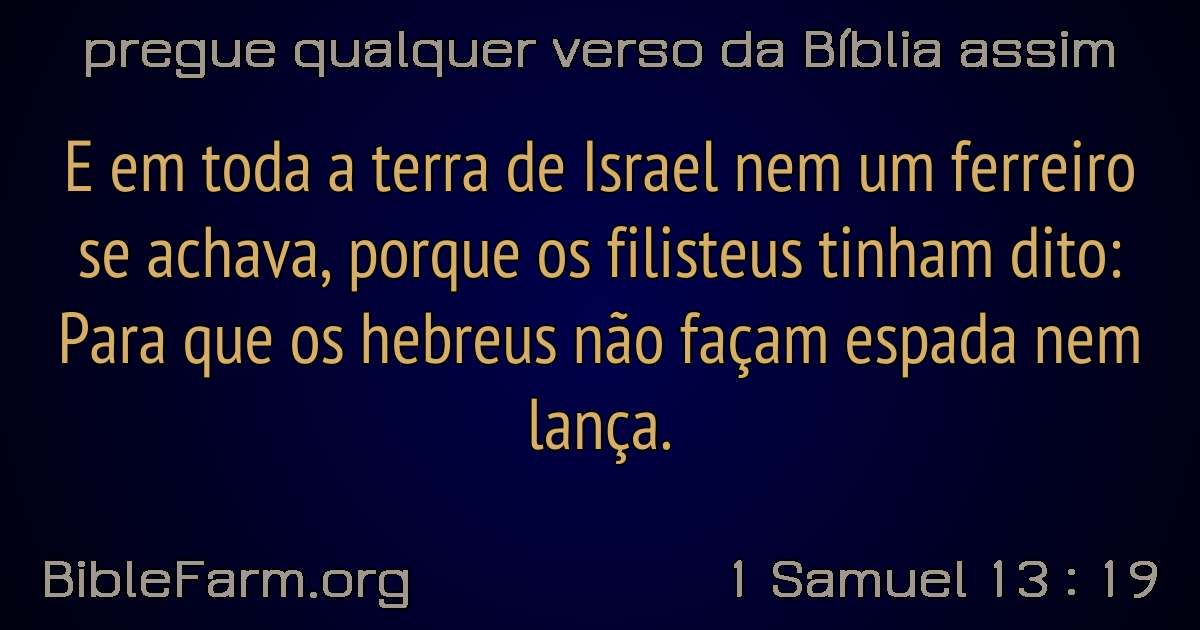 pregue qualquer verso da Bíblia assim
E em toda a terra de Israel nem um ferreiro
se achava, porque os filisteus tinham dito:
Para que os hebreus não façam espada nem
lança.
BibleFarm.org
1 Samuel 13 : 19